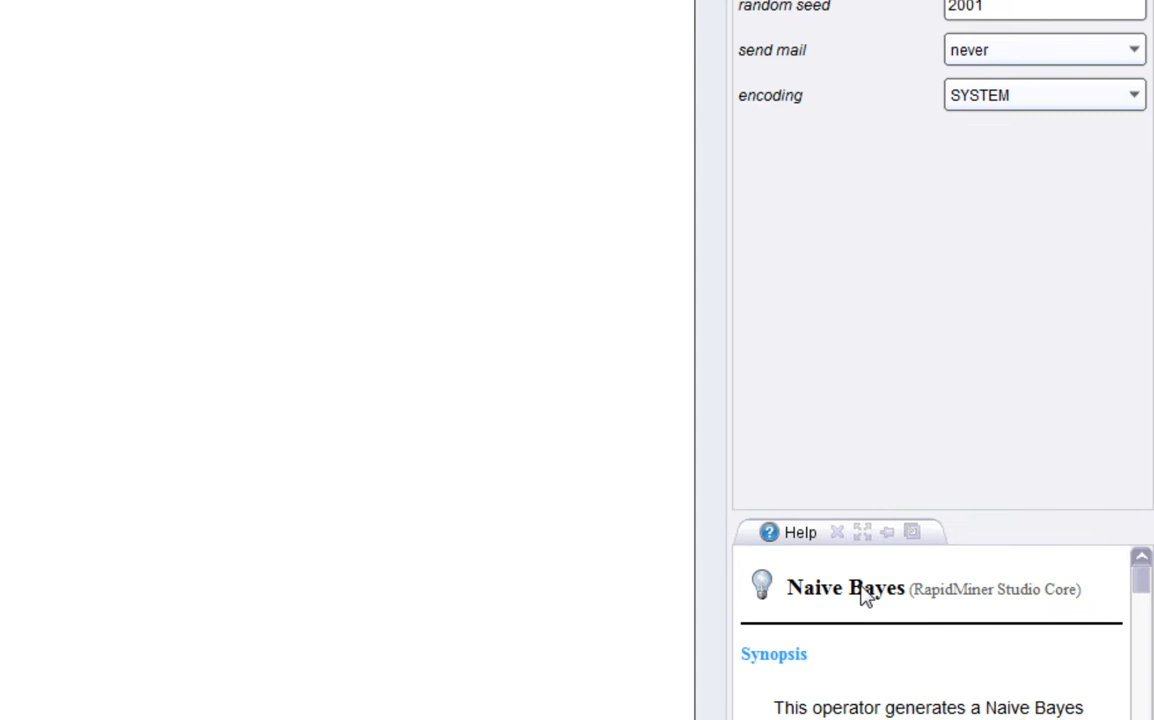 random seed 2001
send mail never
encoding SYSTEM
Help
Naive Bayes (RapidMiner Studio Core)
Synopsis
This operator generates a Naive Bayes